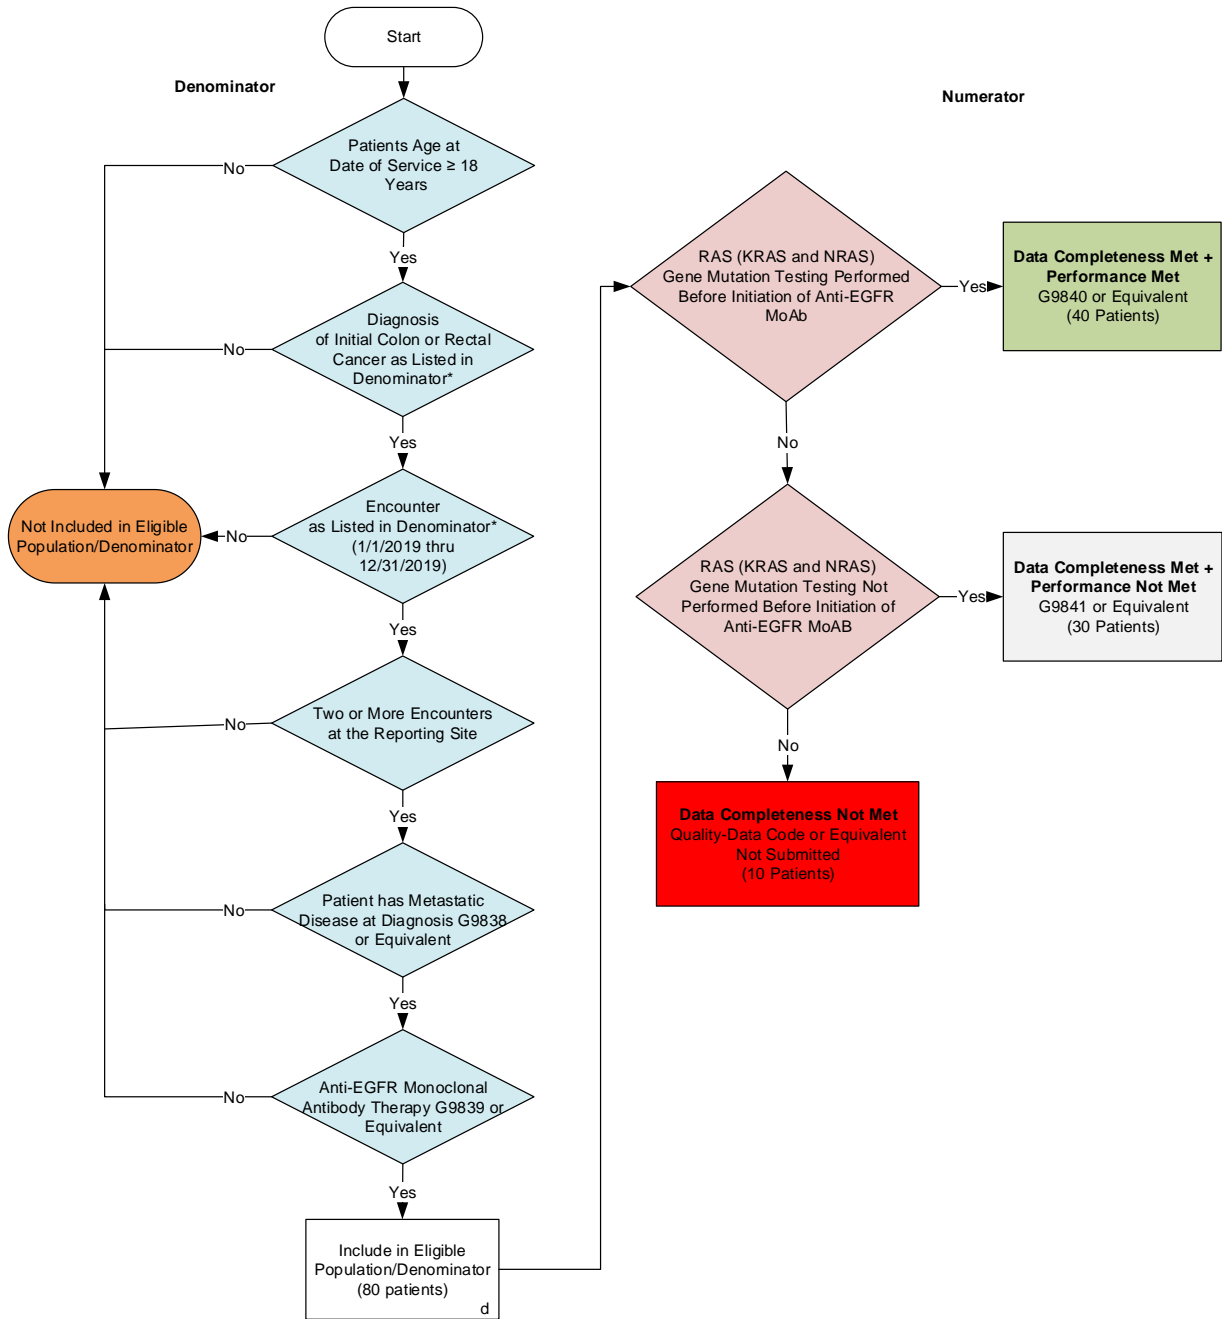 Start
Denominator
Patients Age at
Date of Service ≥ 18
Years
No
Yes
Diagnosis
of Initial Colon or Rectal
Cancer as Listed in
Denominator*
No
Yes
Encounter
as Listed in Denominator*
(1/1/2019 thru
12/31/2019)
No
Not Included in Eligible
Population/Denominator
Yes
Two or More Encounters
at the Reporting Site
No
Yes
Patient has Metastatic
Disease at Diagnosis G9838
or Equivalent
No
Yes
Anti-EGFR Monoclonal
Antibody Therapy G9839 or
Equivalent
No
Yes
Include in Eligible
Population/Denominator
(80 patients)
d
Numerator
RAS (KRAS and NRAS)
Gene Mutation Testing Performed
Before Initiation of Anti-EGFR
MoAb
Yes
Data Completeness Met +
Performance Met
G9840 or Equivalent
(40 Patients)
No
RAS (KRAS and NRAS)
Gene Mutation Testing Not
Performed Before Initiation of
Anti-EGFR MoAB
Yes
Data Completeness Met +
Performance Not Met
G9841 or Equivalent
(30 Patients)
No
Data Completeness Not Met
Quality-Data Code or Equivalent
Not Submitted
(10 Patients)